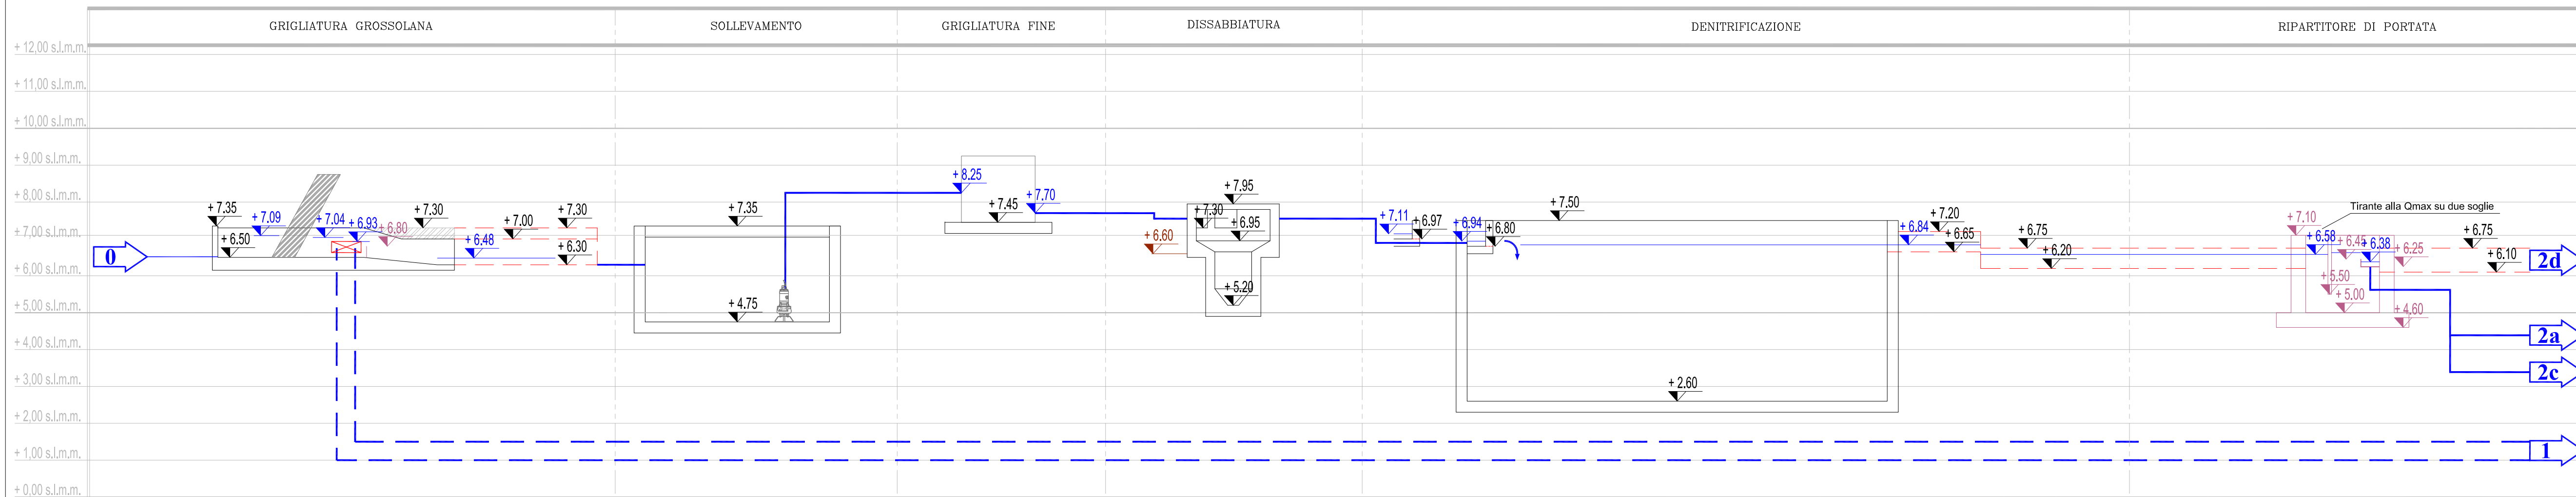 GRIGLIATURA GROSSOLANA
SOLLEVAMENTO
GRIGLIATURA FINE
DISSABBIATURA
DENITRIFICAZIONE
RIPARTITORE DI PORTATA
+ 12,00 s.l.m.m.
+ 11,00 s.l.m.m.
+ 10,00 s.l.m.m.
+ 9,00 s.l.m.m.
+ 8,00 s.l.m.m.
+ 7,00 s.l.m.m.
+ 6,00 s.l.m.m.
+ 5,00 s.l.m.m.
+ 4,00 s.l.m.m.
+ 3,00 s.l.m.m.
+ 2,00 s.l.m.m.
+ 1,00 s.l.m.m.
+ 0,00 s.l.m.m.
0
+ 7.35
+ 7.09
+ 6.50
+ 7.04
+ 6.93
+ 6.80
+ 7.30
+ 6.48
+ 7.00
+ 7.30
+ 6.30
+ 7.35
+ 4.75
+ 8.25
+ 7.45
+ 7.70
+ 6.60
+ 7.95
+ 7.30
+ 6.95
+ 5.20
+ 7.11
+ 6.97
+ 6.94
+ 6.80
+ 7.50
+ 2.60
+ 6.84
+ 7.20
+ 6.65
+ 6.75
+ 6.20
Tirante alla Qmax su due soglie
+ 7.10
+ 6.58
+ 6.45
+ 6.38
+ 6.25
+ 5.50
+ 5.00
+ 4.60
+ 6.75
+ 6.10
2d
2a
2c
1